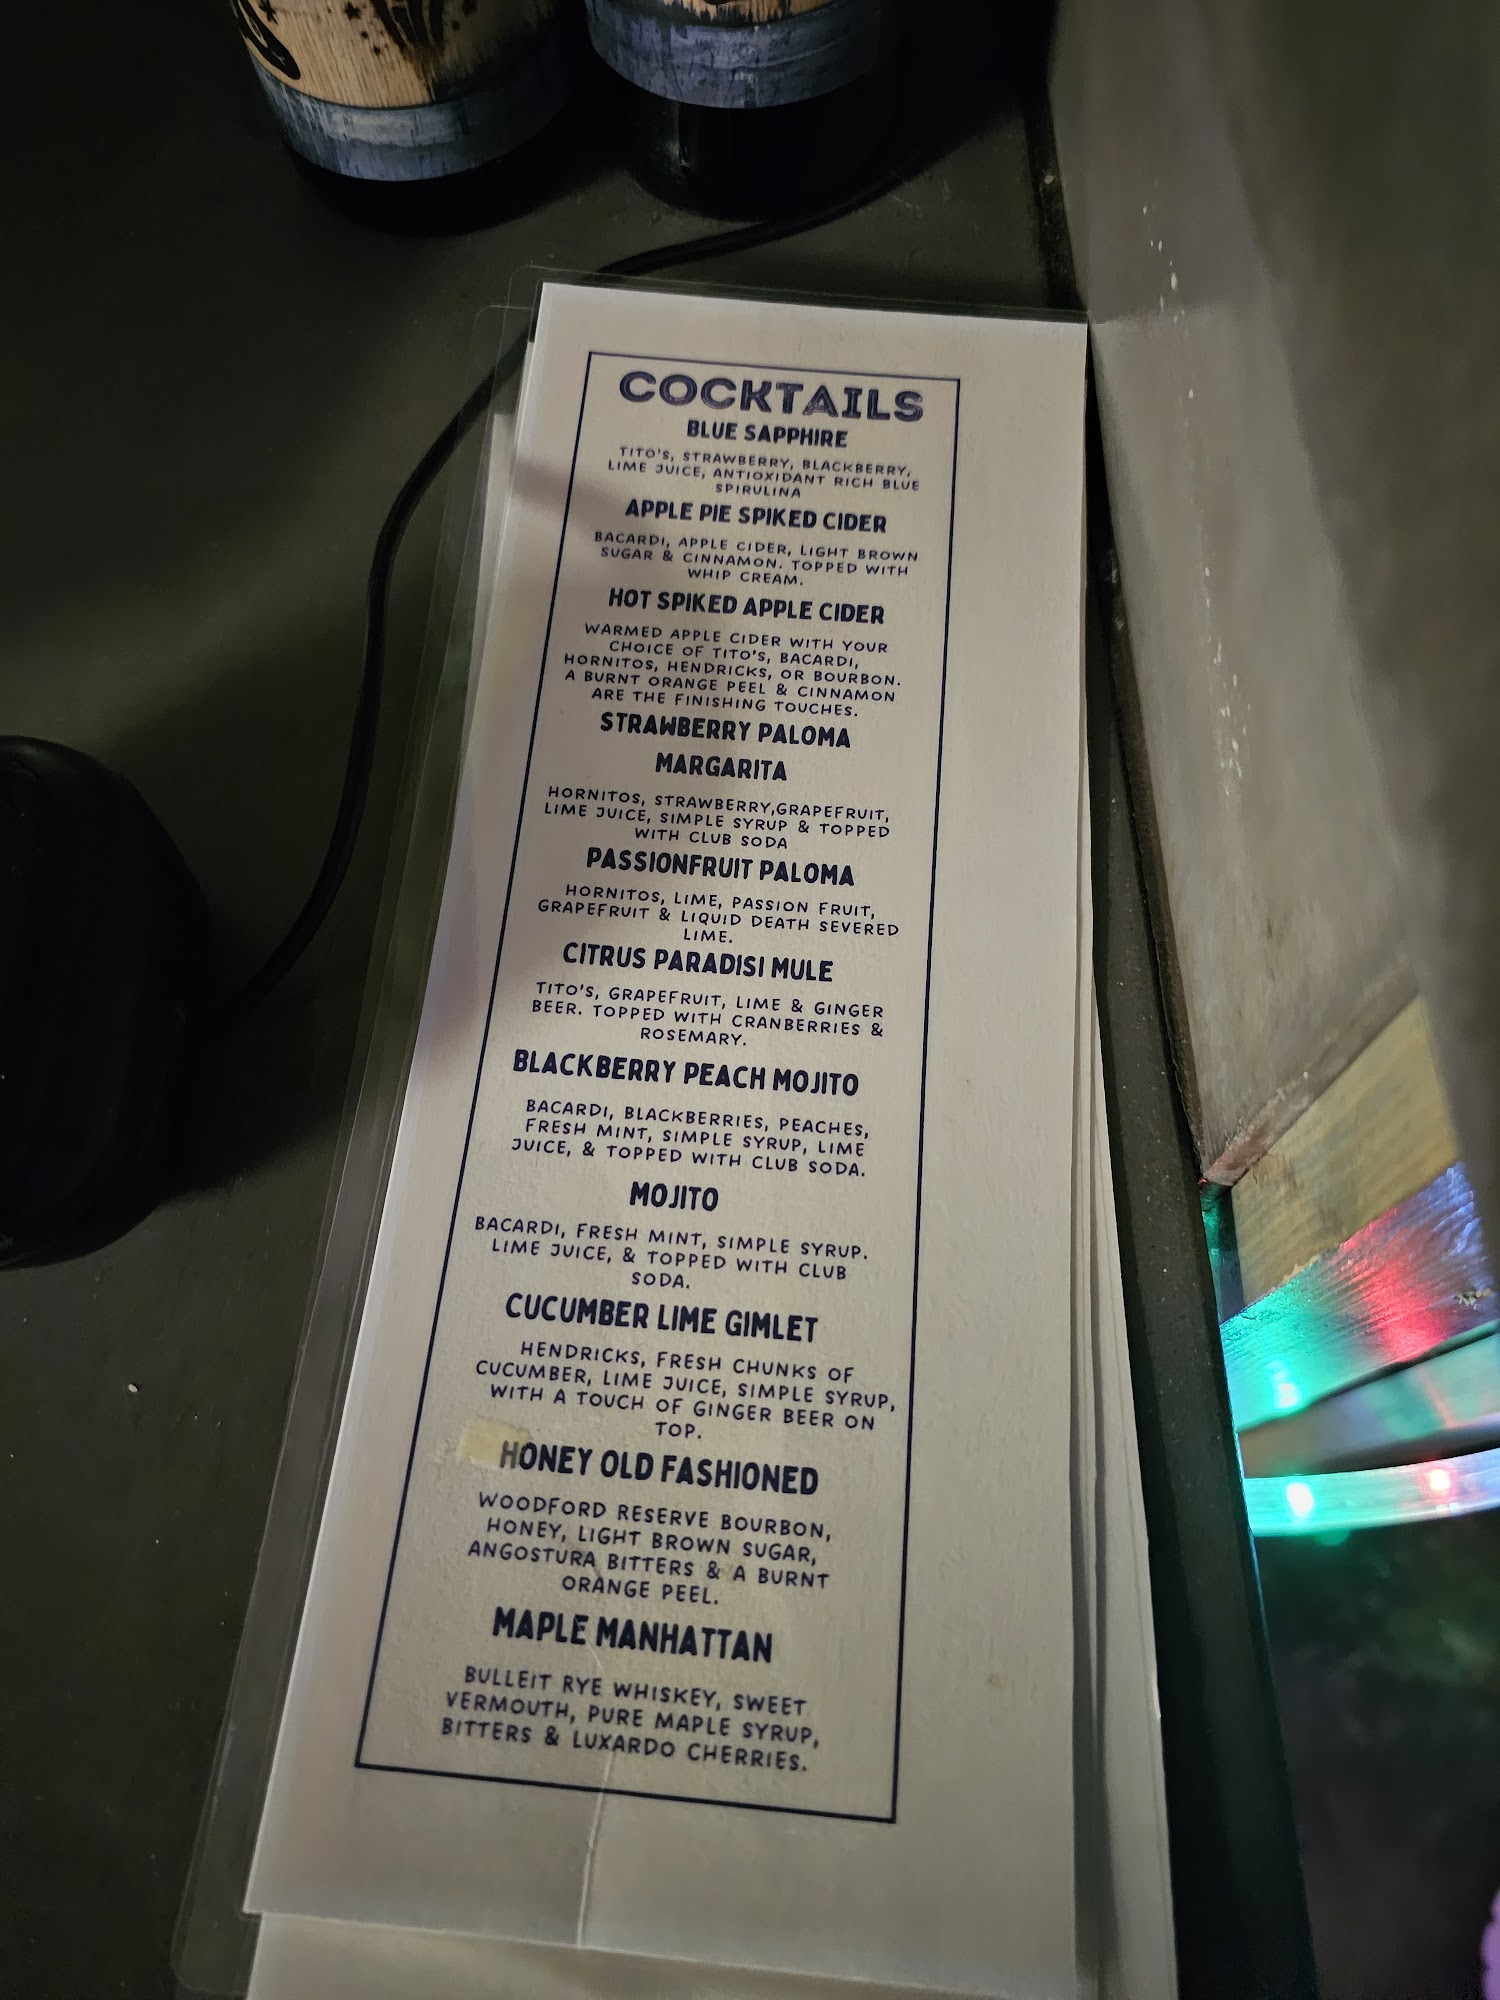 COCKTAILS
BLUE SAPPHIRE
TITO'S, STRAWBERRY, BLACKBERRY,
LIME JUICE, ANTIOXIDANT RICH BLUE
SPIRULINA
APPLE PIE SPIKED CIDER
BACARDI, APPLE CIDER, LIGHT BROWN
SUGAR & CINNAMON. TOPPED WITH
WHIP CREAM.
HOT SPIKED APPLE CIDER
WARMED APPLE CIDER WITH YOUR
CHOICE OF TITO'S, BACARDI,
HORNITOS, HENDRICKS, OR BOURBON.
A BURNT ORANGE PEEL & CINNAMON
ARE THE FINISHING TOUCHES.
STRAWBERRY PALOMA
MARGARITA
HORNITOS, STRAWBERRY,GRAPEFRUIT,
LIME JUICE, SIMPLE SYRUP & TOPPED
WITH CLUB SODA
PASSIONFRUIT PALOMA
HORNITOS, LIME, PASSION FRUIT,
GRAPEFRUIT & LIQUID DEATH SEVERED
LIME.
CITRUS PARADISI MULE
TITO'S, GRAPEFRUIT, LIME & GINGER
BEER. TOPPED WITH CRANBERRIES &
ROSEMARY.
BLACKBERRY PEACH MOJITO
BACARDI, BLACKBERRIES, PEACHES,
FRESH MINT, SIMPLE SYRUP, LIME
JUICE, & TOPPED WITH CLUB SODA.
MOJITO
BACARDI, FRESH MINT, SIMPLE SYRUP.
LIME JUICE, & TOPPED WITH CLUB
SODA.
CUCUMBER LIME GIMLET
HENDRICKS, FRESH CHUNKS OF
CUCUMBER, LIME JUICE, SIMPLE SYRUP,
WITH A TOUCH OF GINGER BEER ON
TOP.
HONEY OLD FASHIONED
WOODFORD RESERVE BOURBON,
HONEY, LIGHT BROWN SUGAR,
ANGOSTURA BITTERS & A BURNT
ORANGE PEEL.
MAPLE MANHATTAN
BULLEIT RYE WHISKEY, SWEET
VERMOUTH, PURE MAPLE SYRUP,
BITTERS & LUXARDO CHERRIES.